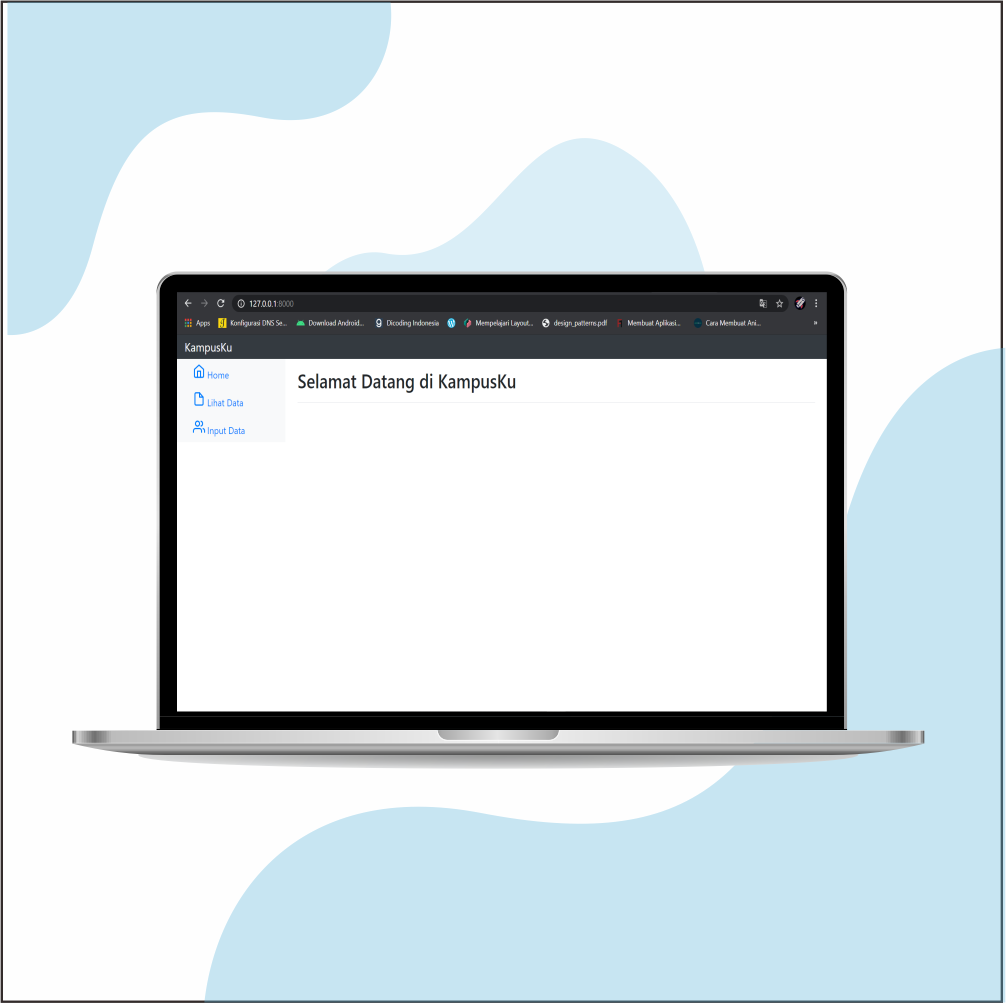 127.0.0.1:8000
Apps Konfigurasi DNS Se... Download Android... Dicoding Indonesia Mempelajari Layout... design_patterns.pdf Membuat Aplikasi... Cara Membuat Ani... »
KampusKu
Home
Selamat Datang di KampusKu
Lihat Data
Input Data